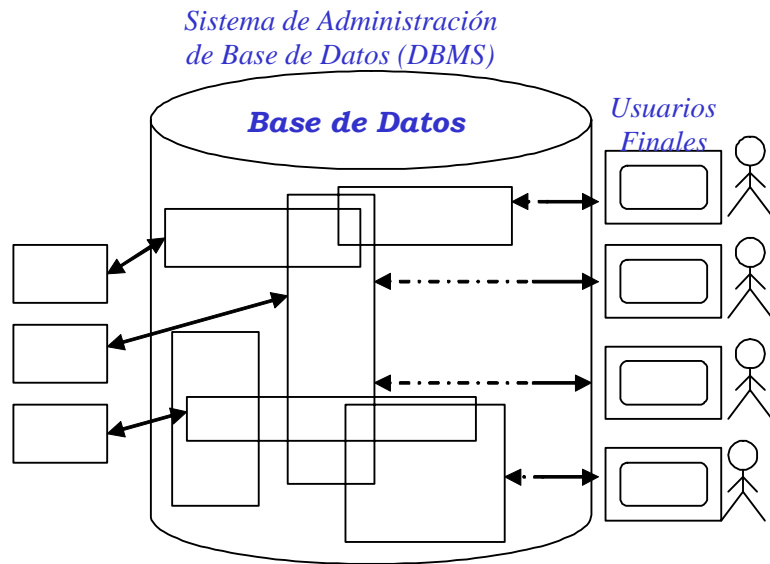 Sistema de Administración
de Base de Datos (DBMS)
Base de Datos
Usuarios
Finales